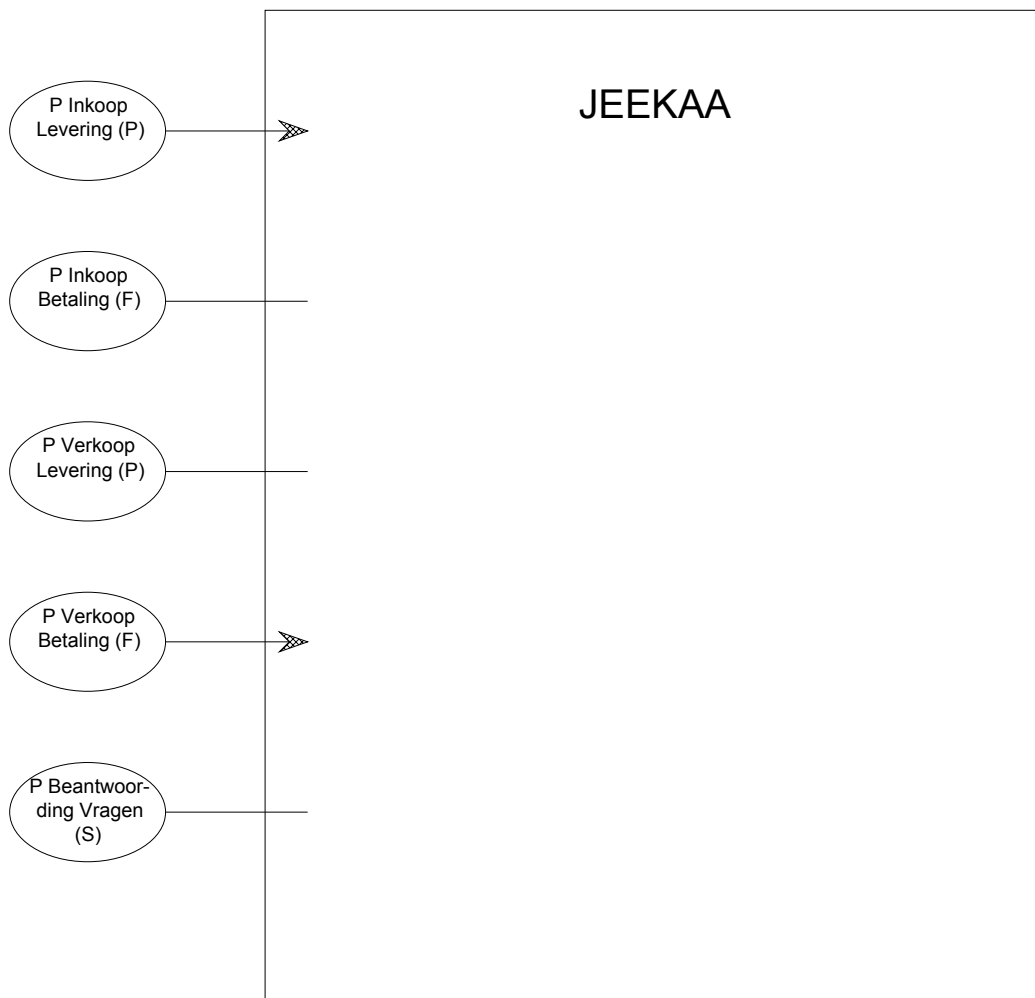 JEEKAA
P Inkoop
Levering (P)
P Inkoop
Betaling (F)
P Verkoop
Levering (P)
P Verkoop
Betaling (F)
P Beantwoor-
ding Vragen
(S)